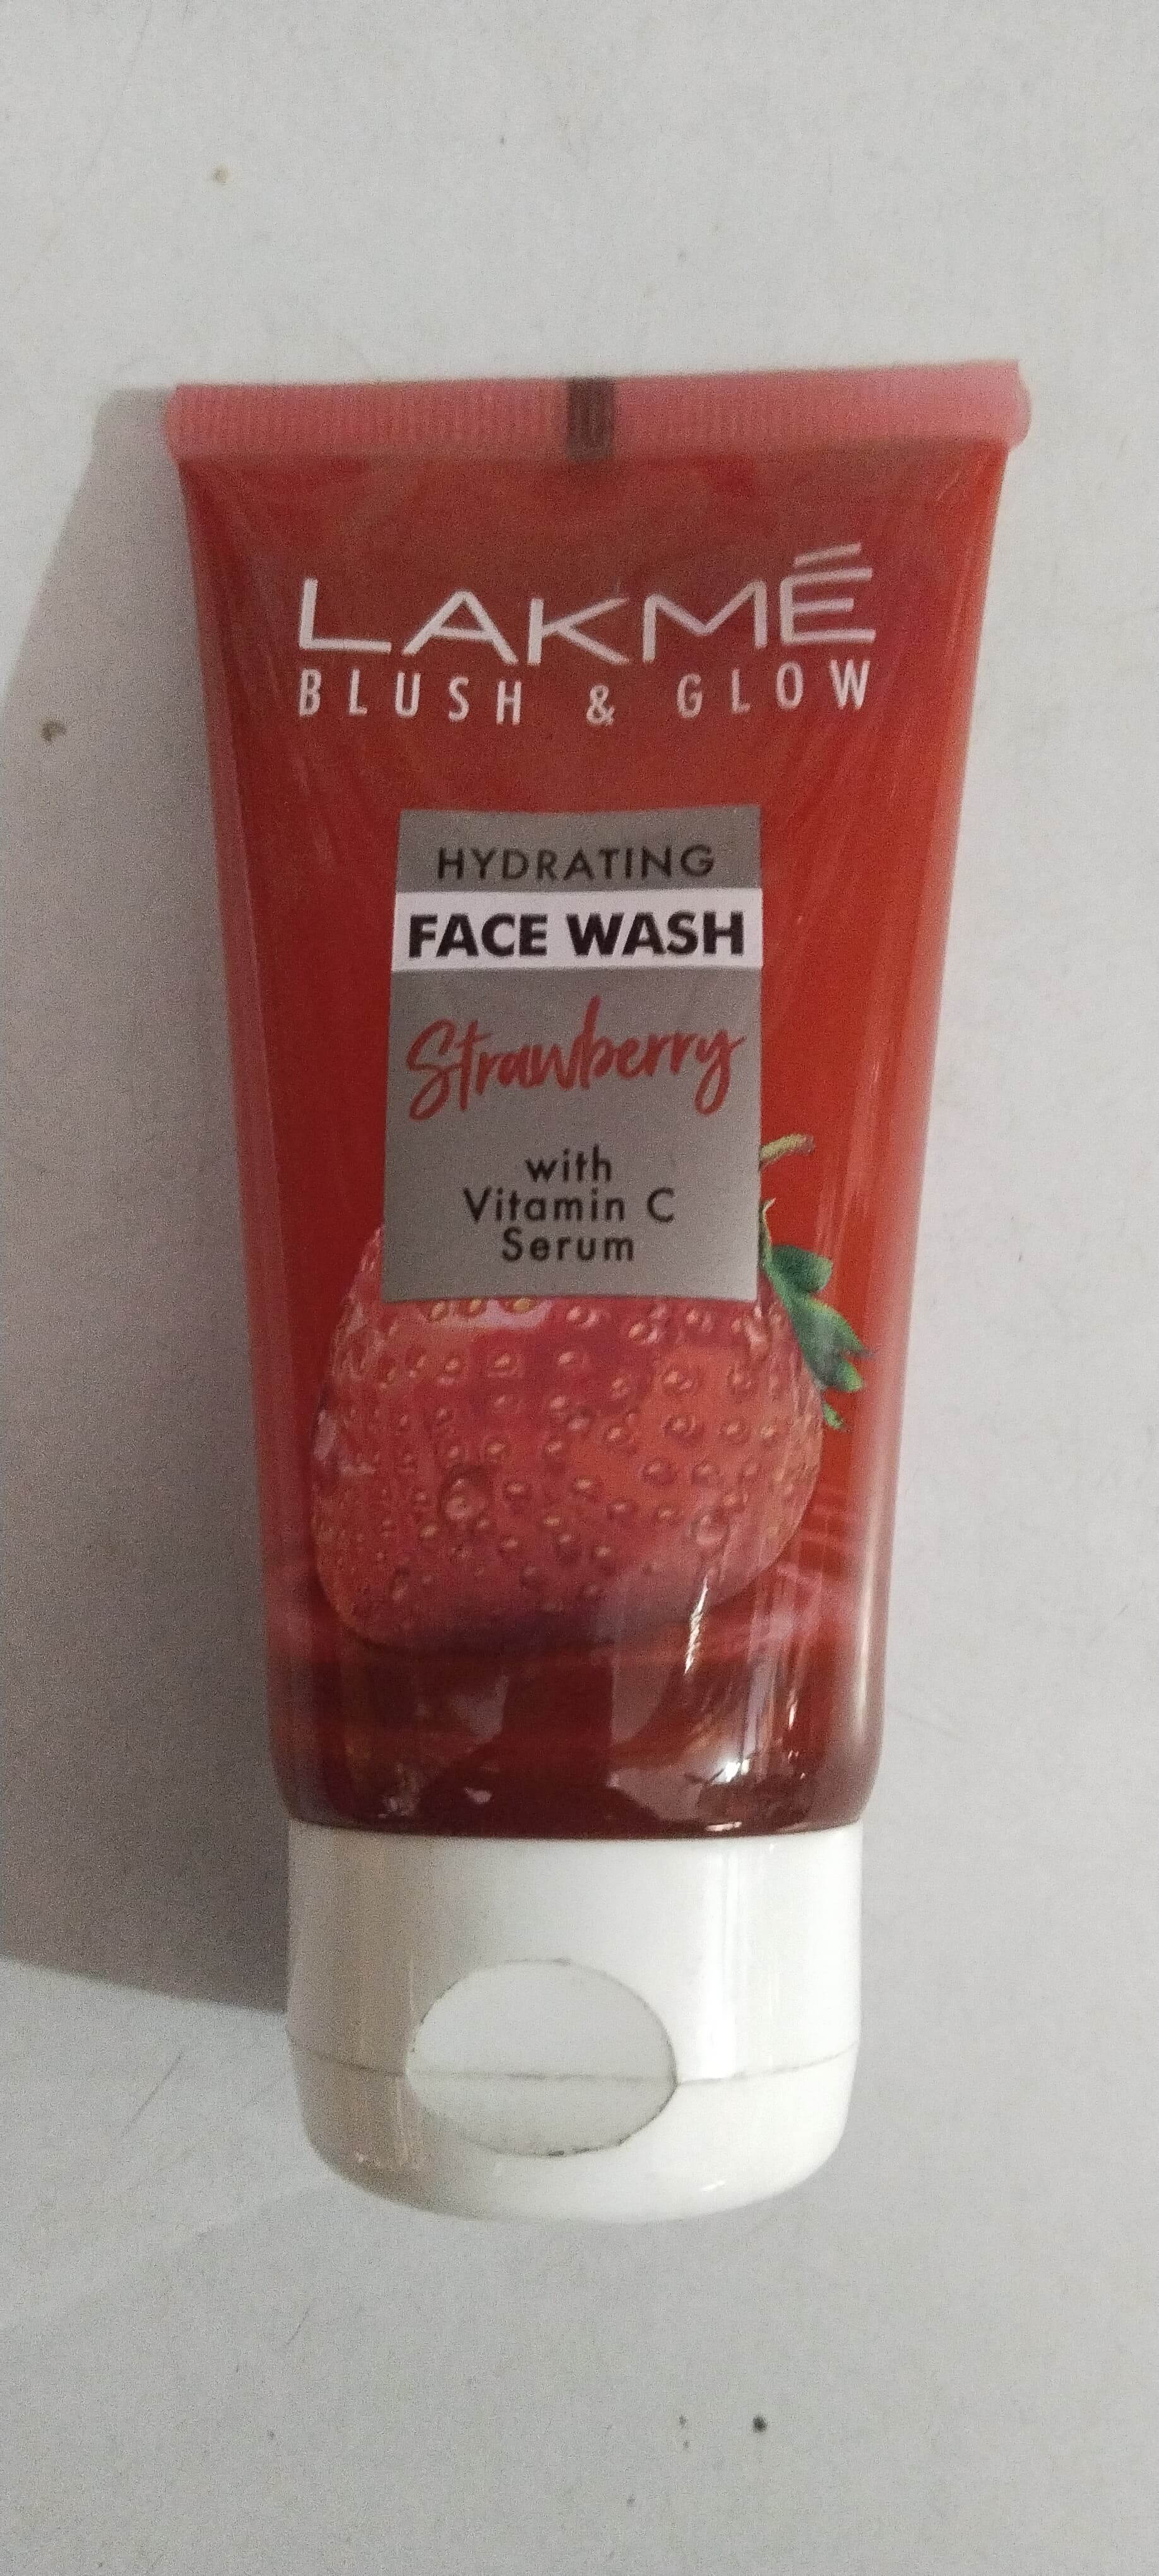 LAKMÉ
BLUSH & GLOW
HYDRATING
FACE WASH
Strawberry
with
Vitamin C
Serum